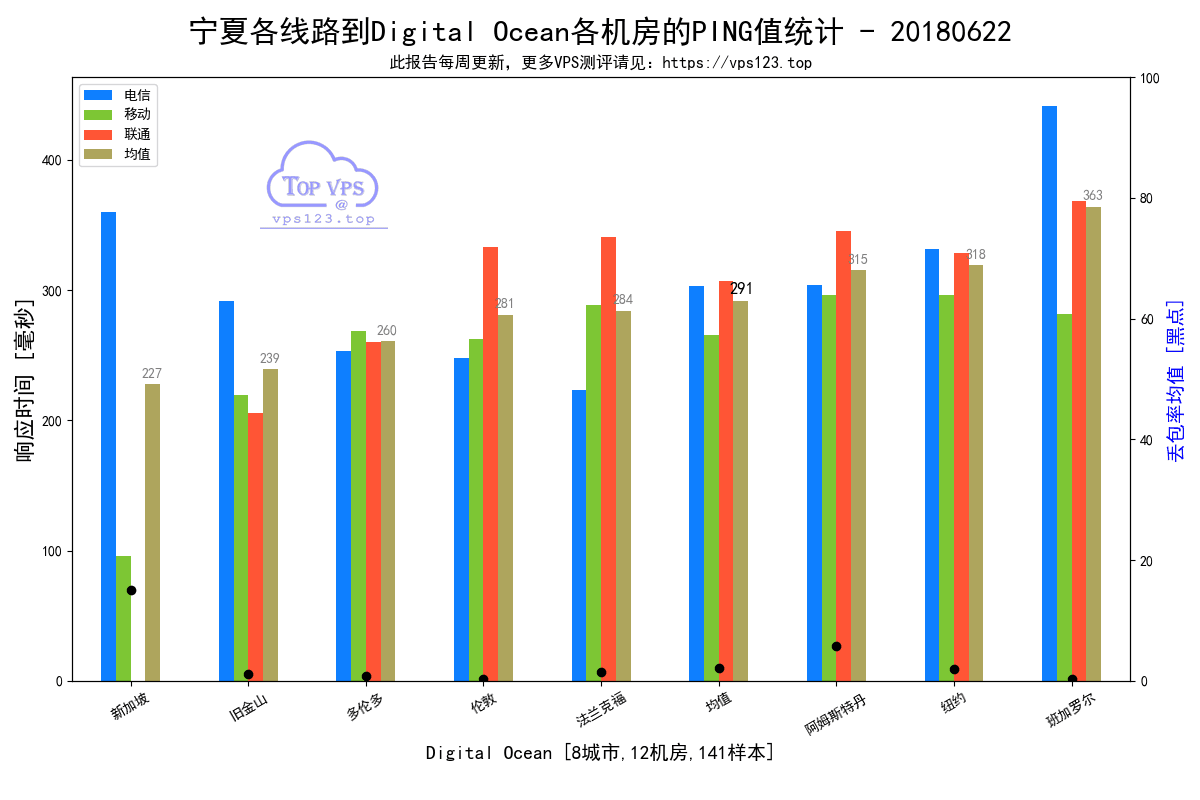 宁夏各线路到Digital Ocean各机房的PING值统计 - 20180622
此报告每周更新，更多VPS测评请见：https://vps123.top
电信
移动
联通
均值
TOP VPS
@
vps123.top
响应时间 [毫秒]
400
300
200
100
0
100
80
60
40
20
0
丢包率均值 [黑点]
227
239
260
281
284
291
315
318
363
新加坡
旧金山
多伦多
伦敦
法兰克福
均值
阿姆斯特丹
纽约
班加罗尔
Digital Ocean [8城市,12机房,141样本]